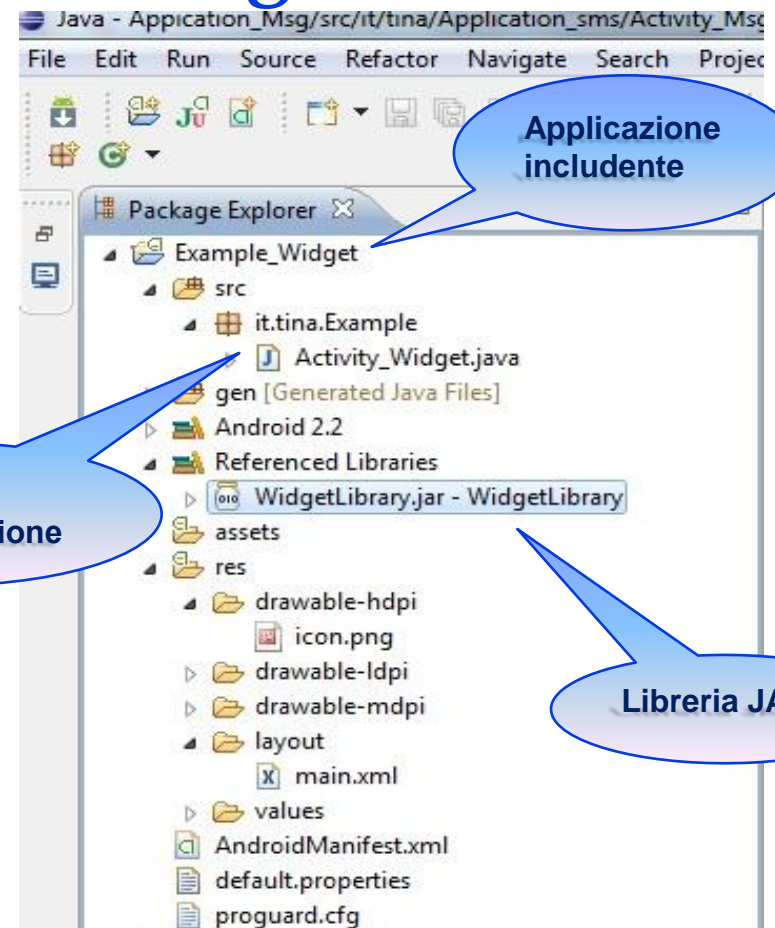 Java - Appication_Msg/src/it/tina/Application_sms/Activity_Msg
File Edit Run Source Refactor Navigate Search Projec
Applicazione
includente
Package Explorer
Example_Widget
src
it.tina.Example
Activity_Widget.java
gen [Generated Java Files]
Android 2.2
Referenced Libraries
WidgetLibrary.jar - WidgetLibrary
ione
assets
res
drawable-hdpi
icon.png
drawable-ldpi
drawable-mdpi
Libreria JA
layout
main.xml
values
AndroidManifest.xml
default.properties
proguard.cfg